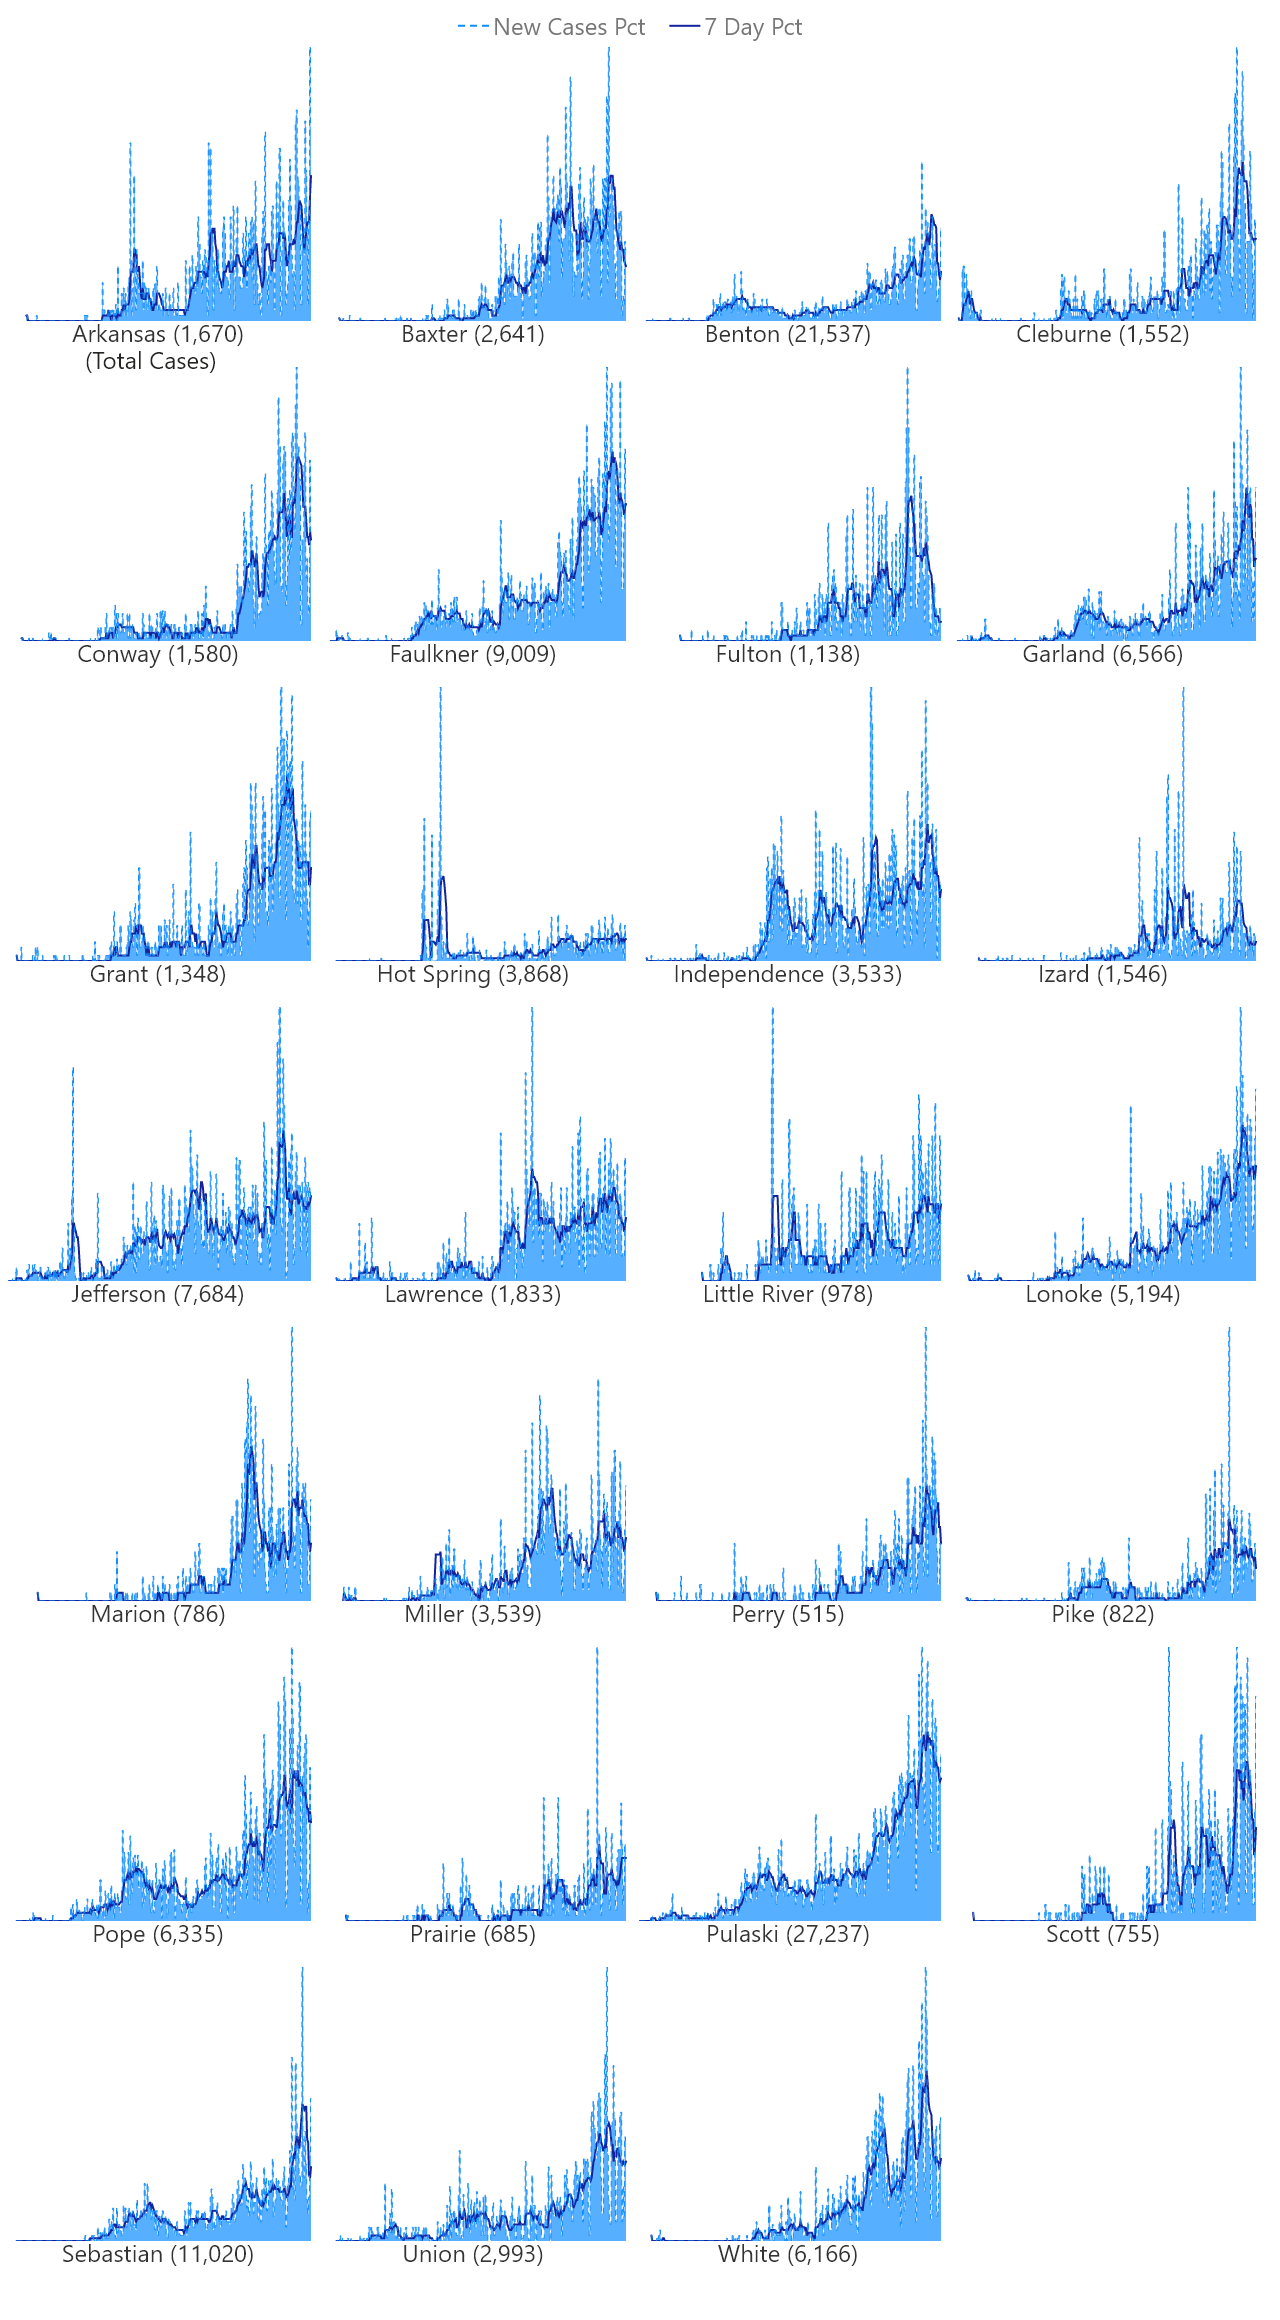 New Cases Pct 7 Day Pct
Arkansas (1,670) Baxter (2,641) Benton (21,537) Cleburne (1,552)
(Total Cases)
Conway (1,580) Faulkner (9,009) Fulton (1,138) Garland (6,566)
Grant (1,348) Hot Spring (3,868) Independence (3,533) Izard (1,546)
Jefferson (7,684) Lawrence (1,833) Little River (978) Lonoke (5,194)
Marion (786) Miller (3,539) Perry (515) Pike (822)
Pope (6,335) Prairie (685) Pulaski (27,237) Scott (755)
Sebastian (11,020) Union (2,993) White (6,166)